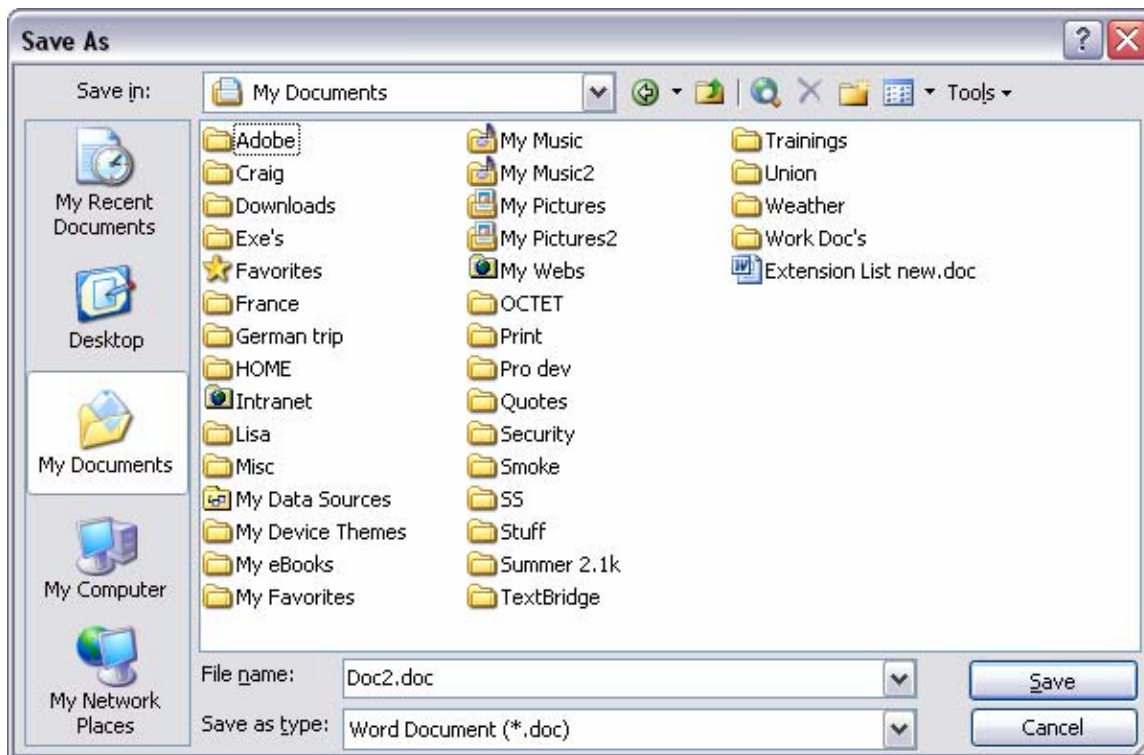 Save As
Save in:
My Documents
Tools
My Recent
Documents
Desktop
My Documents
My Computer
My Network
Places
Adobe
Craig
Downloads
Exe's
Favorites
France
German trip
HOME
Intranet
Lisa
Misc
My Data Sources
My Device Themes
My eBooks
My Favorites
My Music
My Music2
My Pictures
My Pictures2
My Webs
OCTET
Print
Pro dev
Quotes
Security
Smoke
SS
Stuff
Summer 2.1k
TextBridge
Trainings
Union
Weather
Work Doc's
Extension List new.doc
File name:
Doc2.doc
Save
Save as type:
Word Document (*.doc)
Cancel